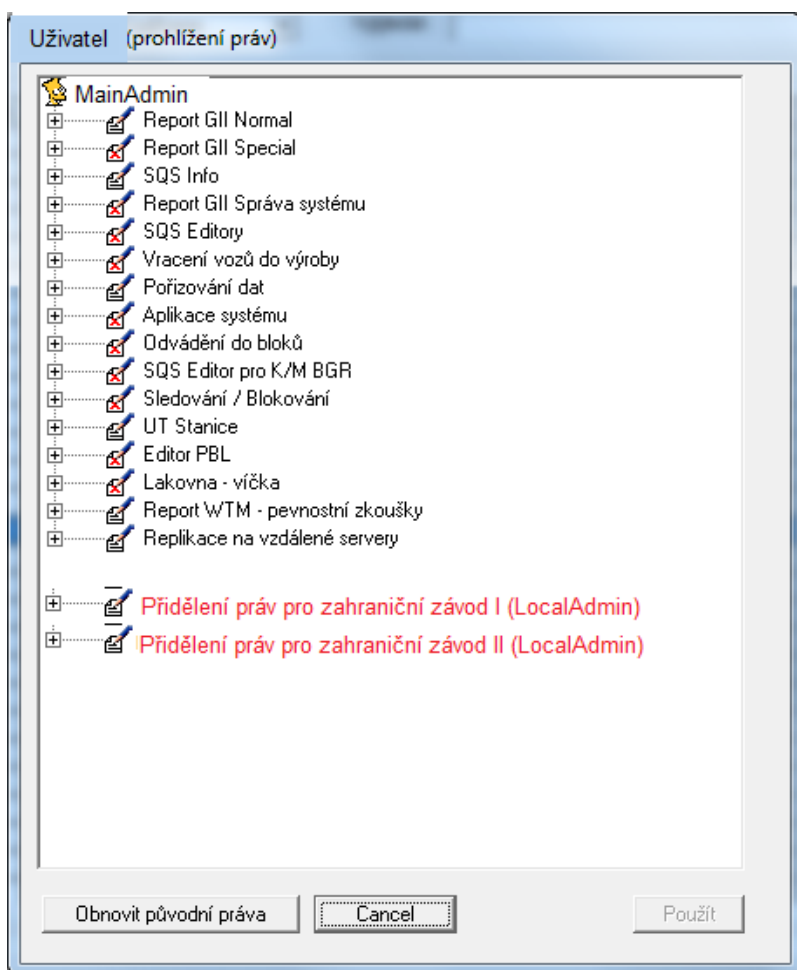 Uživatel (prohlížení práv)
MainAdmin
Report GII Normal
Report GII Special
SQS Info
Report GII Správa systému
SQS Editory
Vracení vozů do výroby
Pořizování dat
Aplikace systému
Odvádění do bloků
SQS Editor pro K/M BGR
Sledování / Blokování
UT Stanice
Editor PBL
Lakovna - víčka
Report WTM - pevnostní zkoušky
Replikace na vzdálené servery
Přidělení práv pro zahraniční závod I (LocalAdmin)
Přidělení práv pro zahraniční závod II (LocalAdmin)
Obnovit původní práva Cancel Použít